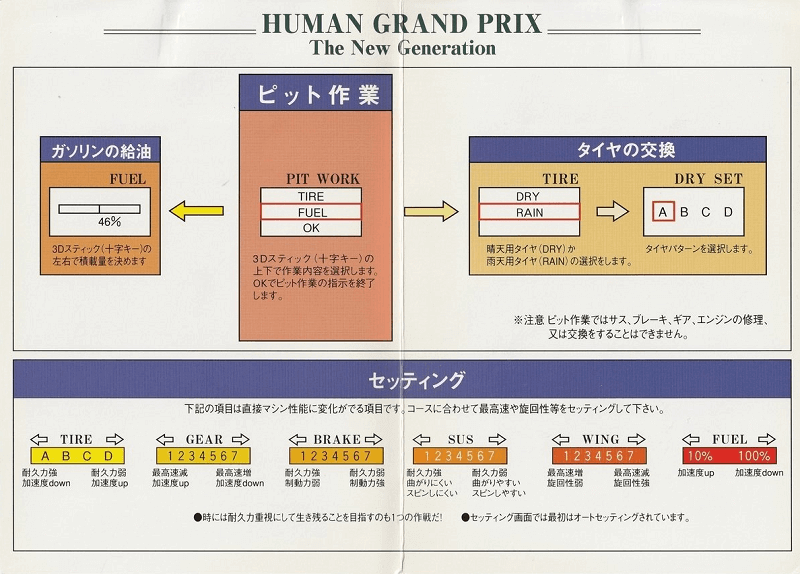 HUMAN GRAND PRIX
The New Generation
ピット作業
ガソリンの給油
FUEL
46%
3Dスティック(十字キー)の
左右で積載量を決めます
PIT WORK
TIRE
FUEL
OK
3Dスティック(十字キー)の
上下で作業内容を選択します。
OKでピット作業の指示を終了
します。
タイヤの交換
TIRE
DRY
RAIN
晴天用タイヤ(DRY)か
雨天用タイヤ(RAIN)の選択をします。
DRY SET
A B C D
タイヤパターンを選択します。
※注意 ピット作業ではサス、ブレーキ、ギア、エンジンの修理、
又は交換をすることはできません。
セッティング
下記の項目は直接マシン性能に変化がでる項目です。コースに合わせて最高速や旋回性等をセッティングして下さい。
TIRE
A B C D
耐久力強 耐久力弱
加速度down 加速度up
GEAR
1 2 3 4 5 6 7
最高速減 最高速増
加速度up 加速度down
BRAKE
1 2 3 4 5 6 7
耐久力強 耐久力弱
制動力弱 制動力強
SUS
1 2 3 4 5 6 7
耐久力強 耐久力弱
曲がりにくい 曲がりやすい
スピンしにくい スピンしやすい
WING
1 2 3 4 5 6 7
最高速増 最高速減
旋回性弱 旋回性強
FUEL
10% 100%
加速度up 加速度down
●時には耐久力重視にして生き残ることを目指すのも1つの作戦だ! ●セッティング画面では最初はオートセッティングされています。